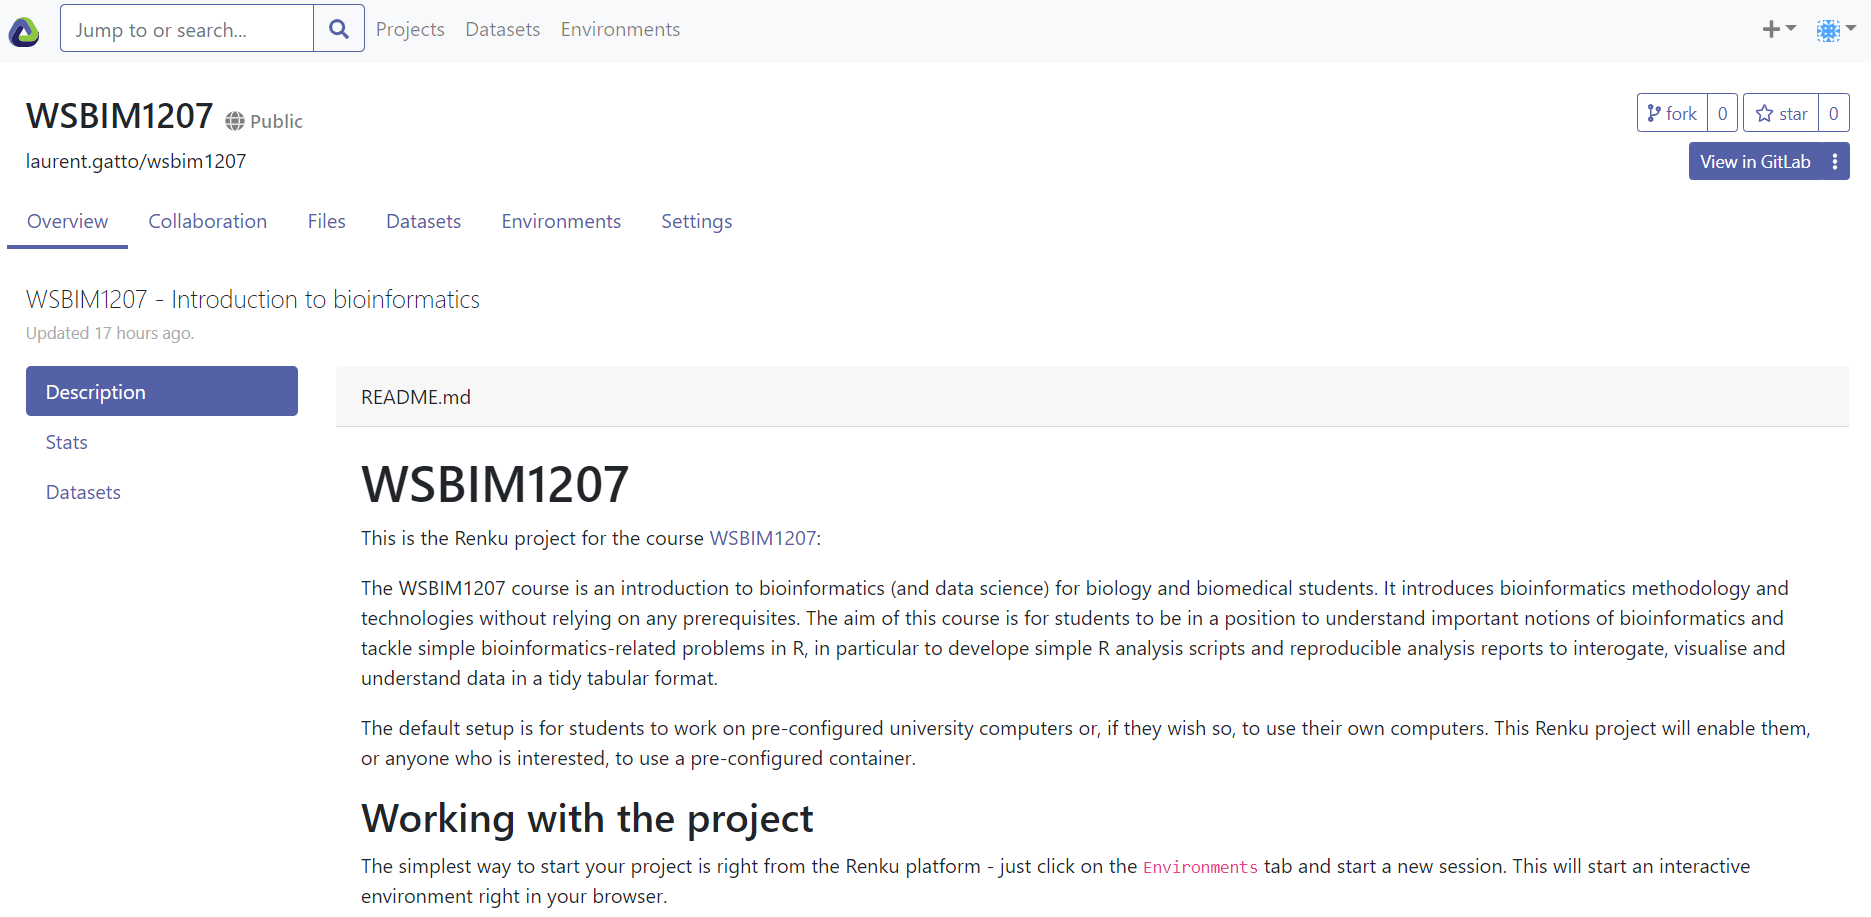 Jump to or search...
Projects
Datasets
Environments
WSBIM1207
Public
fork
0
star
0
laurent.gatto/wsbim1207
View in GitLab
Overview
Collaboration
Files
Datasets
Environments
Settings
WSBIM1207 - Introduction to bioinformatics
Updated 17 hours ago.
Description
Stats
Datasets
README.md
WSBIM1207
This is the Renku project for the course WSBIM1207:
The WSBIM1207 course is an introduction to bioinformatics (and data science) for biology and biomedical students. It introduces bioinformatics methodology and
technologies without relying on any prerequisites. The aim of this course is for students to be in a position to understand important notions of bioinformatics and
tackle simple bioinformatics-related problems in R, in particular to develope simple R analysis scripts and reproducible analysis reports to interogate, visualise and
understand data in a tidy tabular format.
The default setup is for students to work on pre-configured university computers or, if they wish so, to use their own computers. This Renku project will enable them,
or anyone who is interested, to use a pre-configured container.
Working with the project
The simplest way to start your project is right from the Renku platform - just click on the Environments tab and start a new session. This will start an interactive
environment right in your browser.